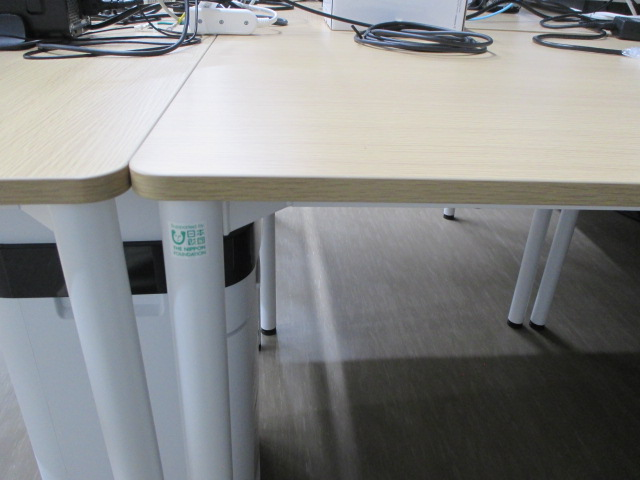 Supported by
日本
財団
THE NIPPON
FOUNDATION